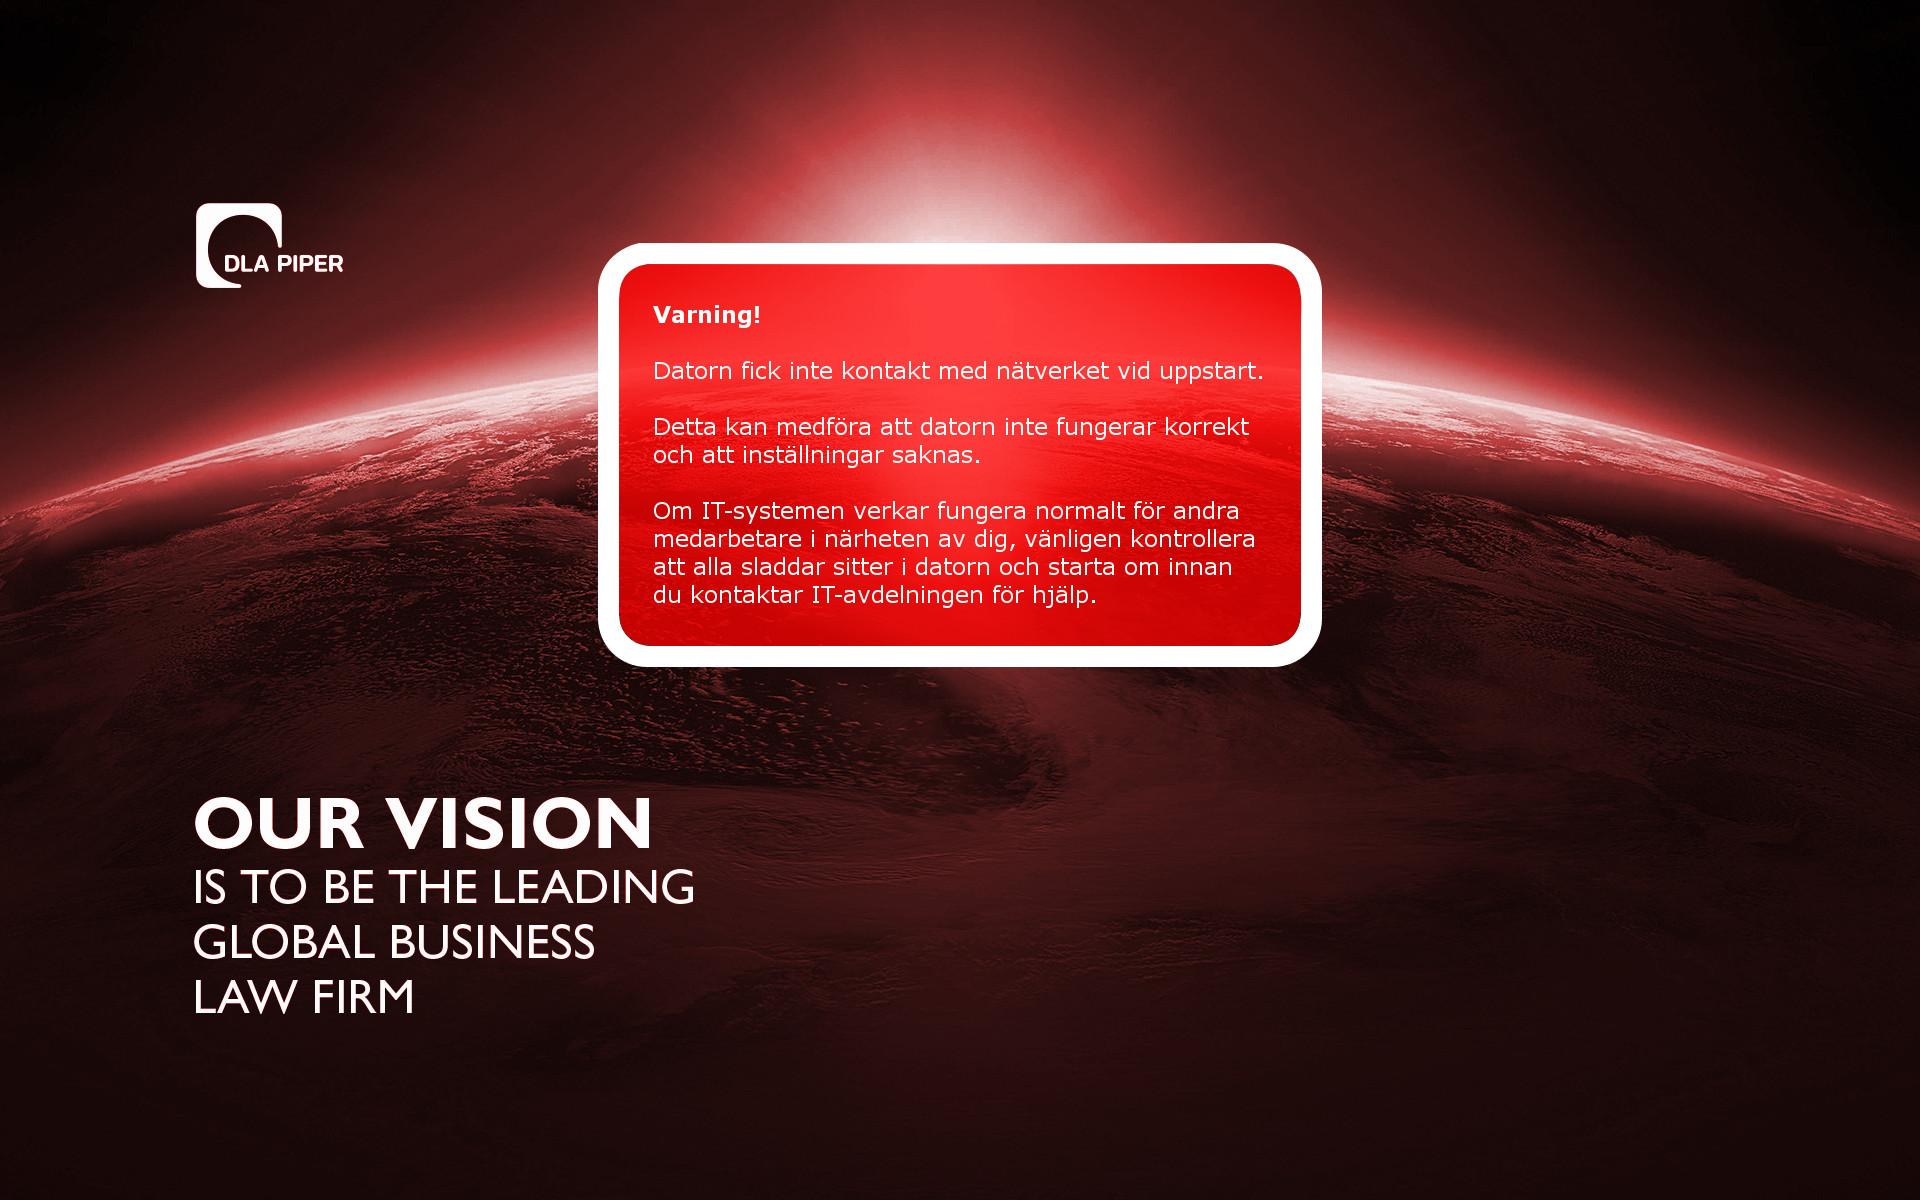 DLA PIPER
Varning!
Datorn fick inte kontakt med nätverket vid uppstart.
Detta kan medföra att datorn inte fungerar korrekt
och att inställningar saknas.
Om IT-systemen verkar fungera normalt för andra
medarbetare i närheten av dig, vänligen kontrollera
att alla sladdar sitter i datorn och starta om innan
du kontaktar IT-avdelningen för hjälp.
OUR VISION
IS TO BE THE LEADING
GLOBAL BUSINESS
LAW FIRM